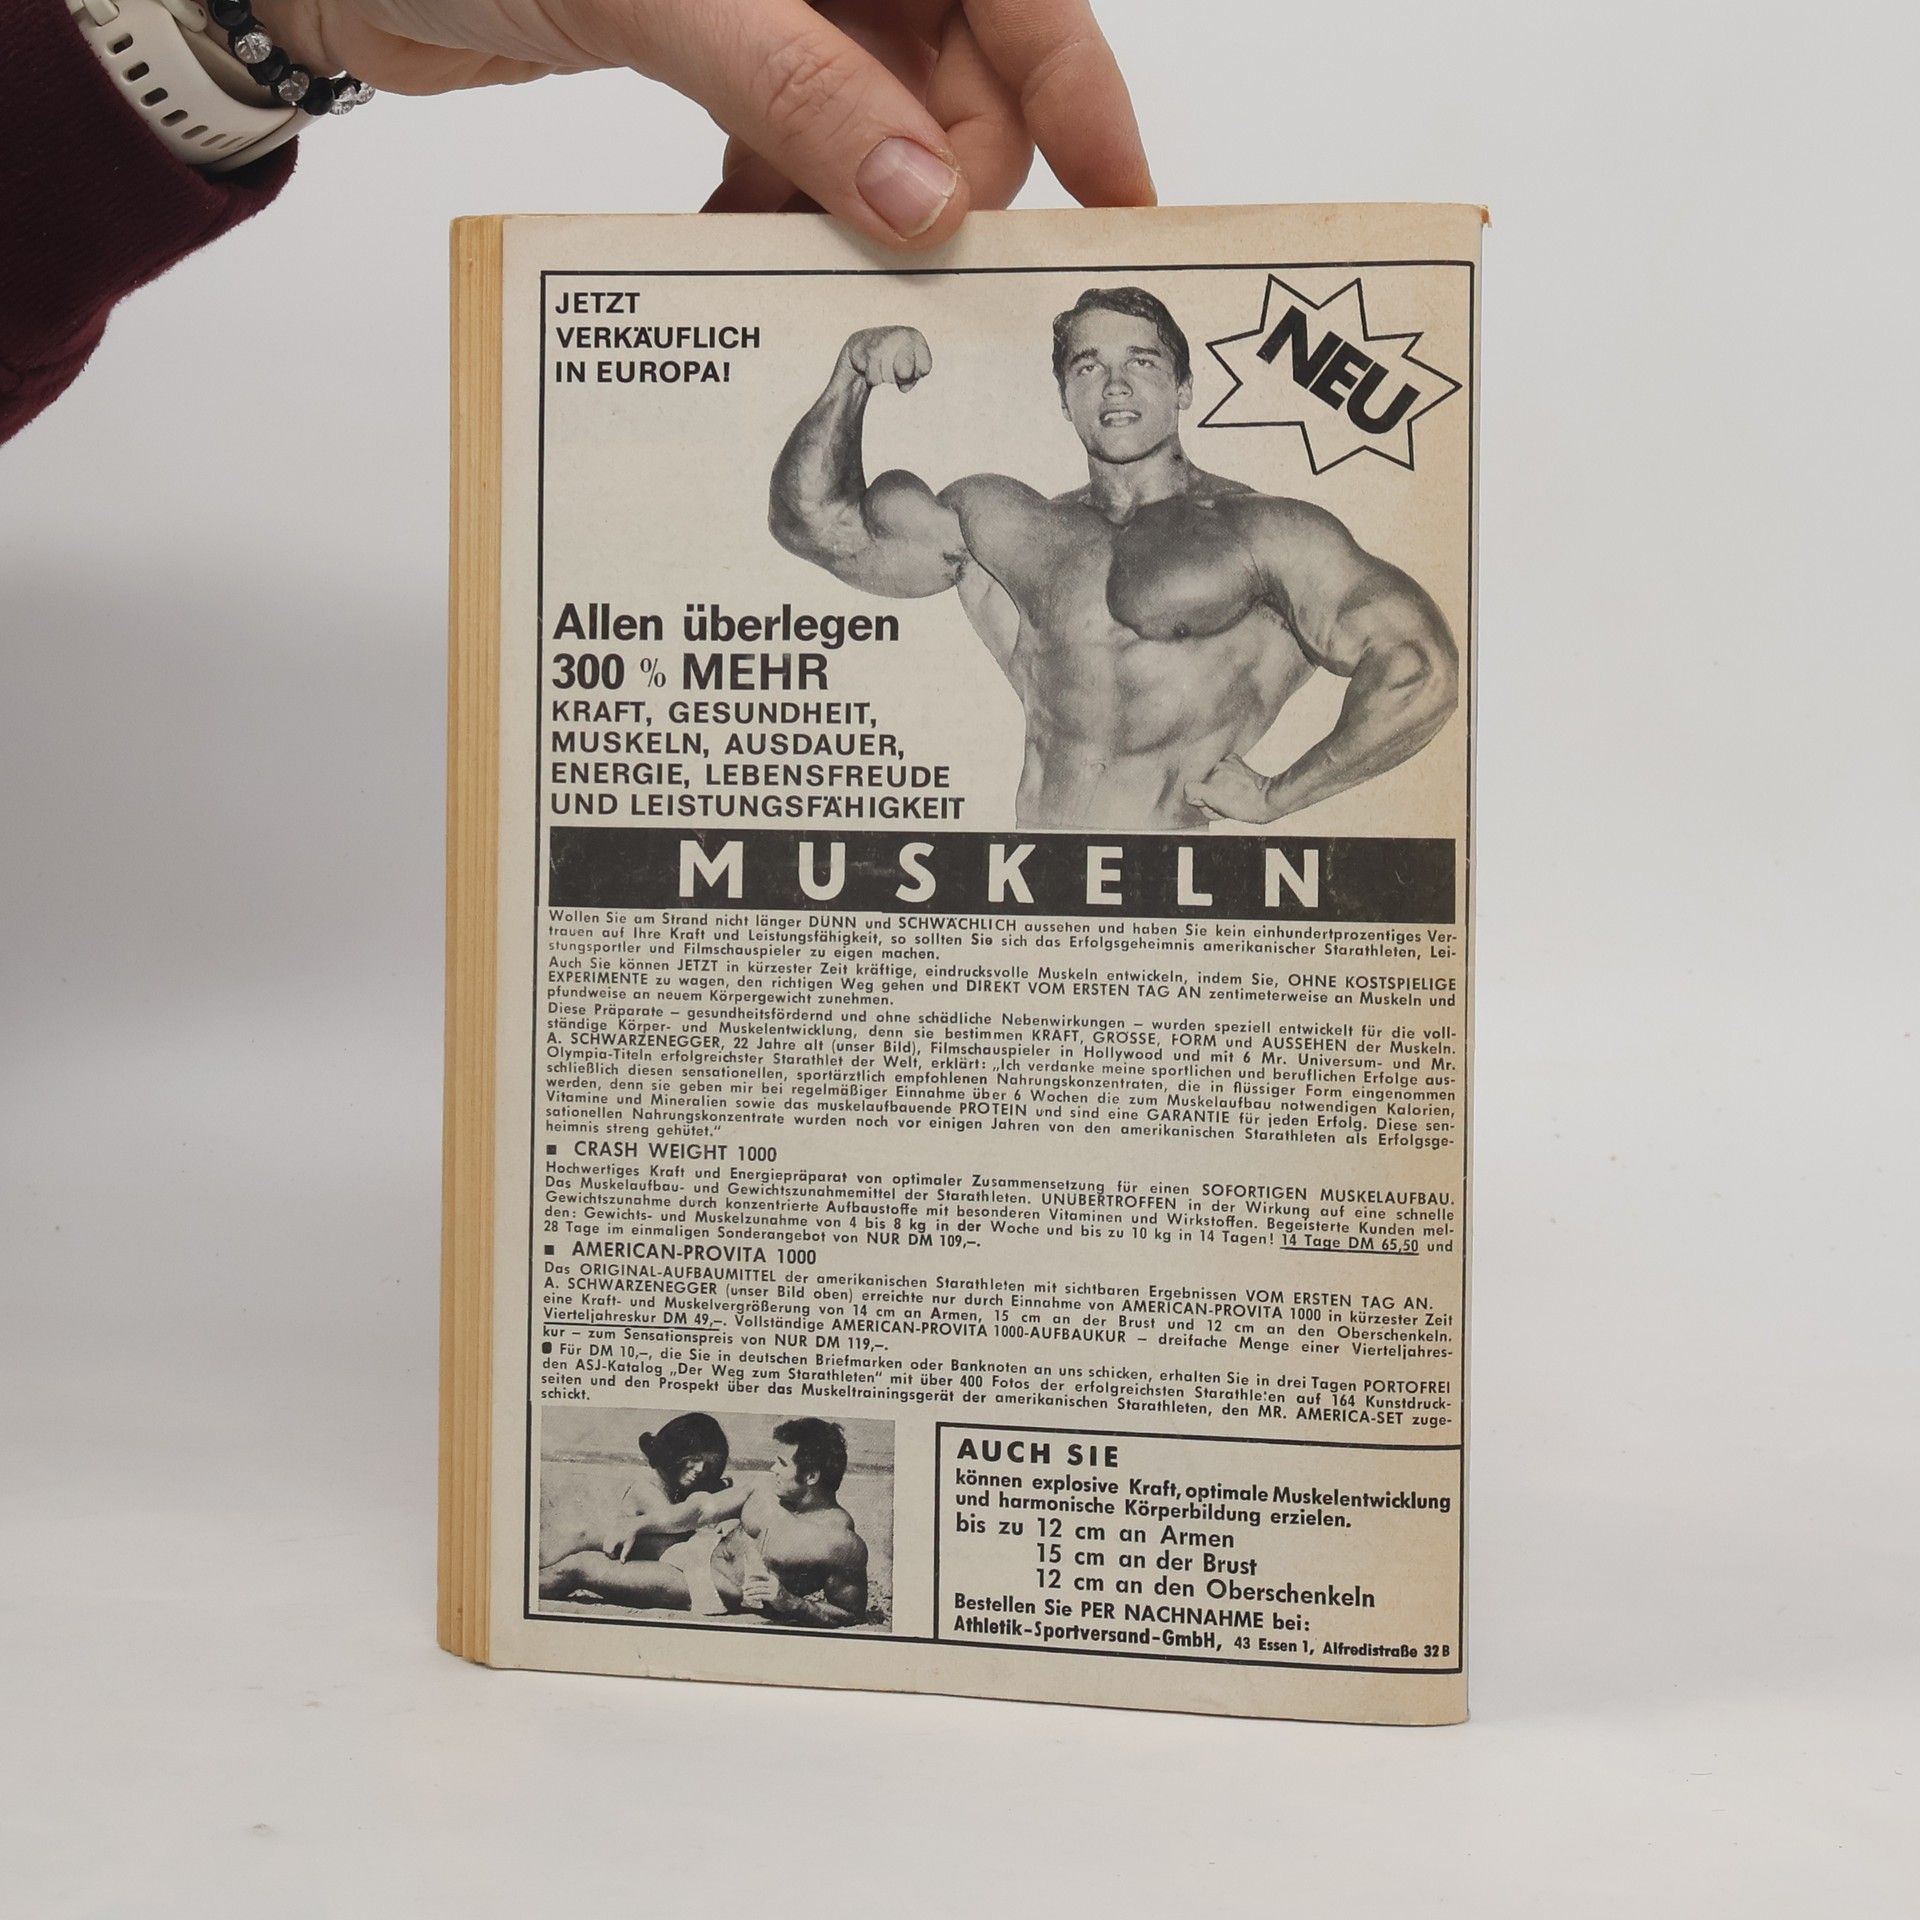 JETZT
VERKÄUFLICH
IN EUROPA!
NEU
Allen überlegen
300 % MEHR
KRAFT, GESUNDHEIT,
MUSKELN, AUSDAUER,
ENERGIE, LEBENSFREUDE
UND LEISTUNGSFÄHIGKEIT
MUSKELN
Wollen Sie am Strand nicht länger DÜNN und SCHWÄCHLICH aussehen und haben Sie kein einhundertprozentiges Ver-
trauen auf Ihre Kraft und Leistungsfähigkeit, so sollten Sie sich das Erfolgsgeheimnis amerikanischer Starathleten, Lei-
stungsportler und Filmschauspieler zu eigen machen.
Auch Sie können JETZT in kürzester Zeit kräftige, eindrucksvolle Muskeln entwickeln, indem Sie, OHNE KOSTSPIELIGE
EXPERIMENTE zu wagen, den richtigen Weg gehen und DIREKT VOM ERSTEN TAG AN zentimeterweise an Muskeln und
pfundweise an neuem Körpergewicht zunehmen.
Diese Präparate – gesundheitsfördernd und ohne schädliche Nebenwirkungen – wurden speziell entwickelt für die voll-
ständige Körper- und Muskelentwicklung, denn sie bestimmen KRAFT, GRÖSSE, FORM und AUSSEHEN der Muskeln.
A. SCHWARZENEGGER, 22 Jahre alt (unser Bild), Filmschauspieler in Hollywood und mit 6 Mr. Universum- und Mr.
Olympia-Titeln erfolgreichster Starathlet der Welt, erklärt: „Ich verdanke meine sportlichen und beruflichen Erfolge aus-
schließlich diesen sensationellen, sportärztlich empfohlenen Nahrungskonzentraten, die in flüssiger Form eingenommen
werden, denn sie geben mir bei regelmäßiger Einnahme über 6 Wochen die zum Muskelaufbau notwendigen Kalorien,
Vitamine und Mineralien sowie das muskelaufbauende PROTEIN und sind eine GARANTIE für jeden Erfolg. Diese sen-
sationellen Nahrungskonzentrate wurden noch vor einigen Jahren von den amerikanischen Starathleten als Erfolgsge-
heimnis streng gehütet.“
■ CRASH WEIGHT 1000
Hochwertiges Kraft und Energiepräparat von optimaler Zusammensetzung für einen SOFORTIGEN MUSKELAUFBAU.
Das Muskelaufbau- und Gewichtszunahmemittel der Starathleten. UNÜBERTROFFEN in der Wirkung auf eine schnelle
Gewichtszunahme durch konzentrierte Aufbaustoffe mit besonderen Vitaminen und Wirkstoffen. Begeisterte Kunden mel-
den: Gewichts- und Muskelzunahme von 4 bis 8 kg in der Woche und bis zu 10 kg in 14 Tagen! 14 Tage DM 65,50 und
28 Tage im einmaligen Sonderangebot von NUR DM 109,–.
■ AMERICAN-PROVITA 1000
Das ORIGINAL-AUFBAUMITTEL der amerikanischen Starathleten mit sichtbaren Ergebnissen VOM ERSTEN TAG AN.
A. SCHWARZENEGGER (unser Bild oben) erreichte nur durch Einnahme von AMERICAN-PROVITA 1000 in kürzester Zeit
eine Kraft- und Muskelvergrößerung von 14 cm an Armen, 15 cm an der Brust und 12 cm an den Oberschenkeln.
Vierteljahreskur DM 49,–. Vollständige AMERICAN-PROVITA 1000-AUFBAUKUR – dreifache Menge einer Vierteljahres-
kur – zum Sensationspreis von NUR DM 119,–.
● Für DM 10,–, die Sie in deutschen Briefmarken oder Banknoten an uns schicken, erhalten Sie in drei Tagen PORTOFREI
den ASJ-Katalog „Der Weg zum Starathleten“ mit über 400 Fotos der erfolgreichsten Starathleten auf 164 Kunstdruck-
seiten und den Prospekt über das Muskeltrainingsgerät der amerikanischen Starathleten, den MR. AMERICA-SET zuge-
schickt.
AUCH SIE
können explosive Kraft, optimale Muskelentwicklung
und harmonische Körperbildung erzielen.
bis zu 12 cm an Armen
15 cm an der Brust
12 cm an den Oberschenkeln
Bestellen Sie PER NACHNAHME bei:
Athletik-Sportversand-GmbH, 43 Essen 1, Alfredistraße 32 B